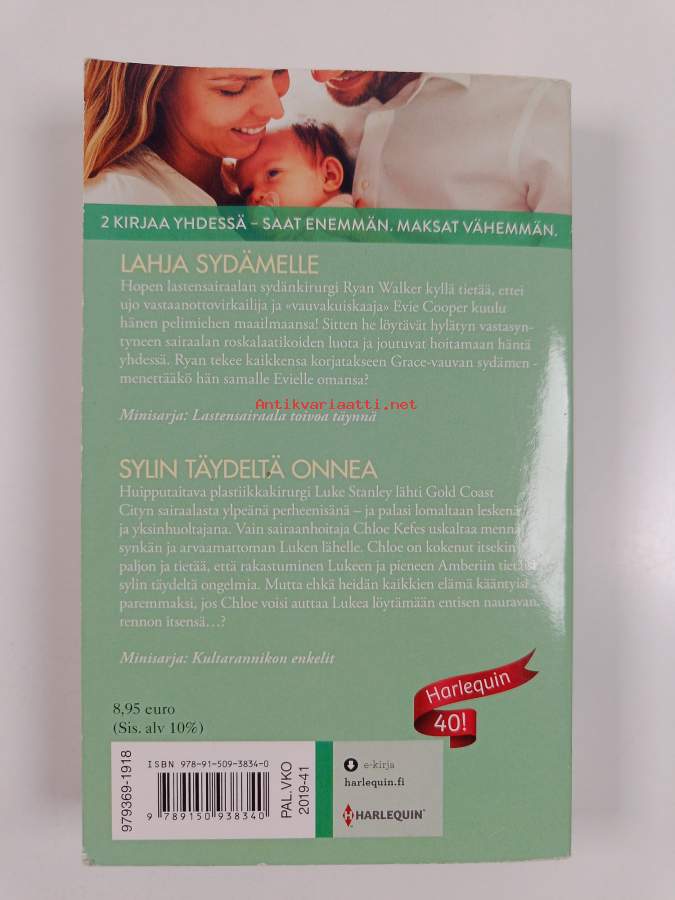 2 KIRJAA YHDESSÄ – SAAT ENEMMÄN. MAKSAT VÄHEMMÄN.
LAHJA SYDÄMELLE
Hopen lastensairaalan sydänkirurgi Ryan Walker kyllä tietää, ettei
ujo vastaanottovirkailija ja «vauvakuiskaaja» Evie Cooper kuulu
hänen pelimiehen maailmaansa! Sitten he löytävät hylätyn vastasyn-
tyneen sairaalan roskalaatikoiden luota ja joutuvat hoitamaan häntä
yhdessä. Ryan tekee kaikkensa korjatakseen Grace-vauvan sydämen -
menettääkö hän samalle Evielle omansa?
Antikvariaatti.net
Minisarja: Lastensairaala toivoa täynnä
SYLIN TÄYDELTÄ ONNEA
Huipputaitava plastiikkakirurgi Luke Stanley lähti Gold Coast
Cityn sairaalasta ylpeänä perheenisänä – ja palasi lomaltaan leskenä
ja yksinhuoltajana. Vain sairaanhoitaja Chloe Kefes uskaltaa mennä
synkän ja arvaamattoman Luken lähelle. Chloe on kokenut itsekin
paljon ja tietää, että rakastuminen Lukeen ja pieneen Amberiin tietäisi
sylin täydeltä ongelmia. Mutta ehkä heidän kaikkien elämä kääntyisi
paremmaksi, jos Chloe voisi auttaa Lukea löytämään entisen nauravan,
rennon itsensä…?
Minisarja: Kultarannikon enkelit
Harlequin
40!
8,95 euro
(Sis. alv 10%)
979369-1918
ISBN 978-91-509-3834-0
9 789150 938340
PAL.VKO
2019-41
e-kirja
harlequin.fi
HARLEQUIN